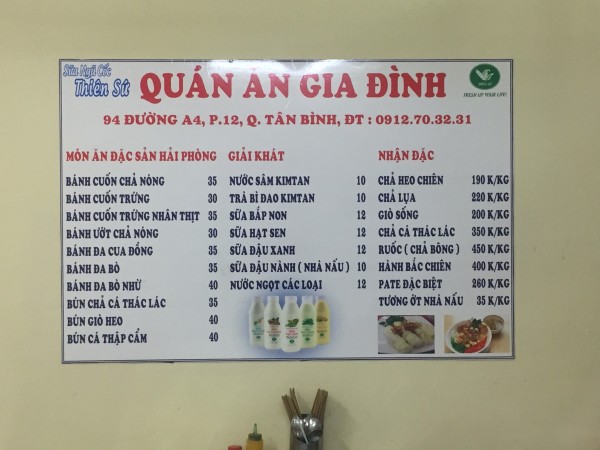 Sữa Ngũ Cốc
Thiên Sứ
QUÁN ĂN GIA ĐÌNH
FRESH UP YOUR LIFE!
94 ĐƯỜNG A4, P.12, Q. TÂN BÌNH, ĐT : 0912.70.32.31
MÓN ĂN ĐẶC SẢN HẢI PHÒNG
BÁNH CUỐN CHẢ NÓNG 35
BÁNH CUỐN TRỨNG 30
BÁNH CUỐN TRỨNG NHÂN THỊT 35
BÁNH ƯỚT CHẢ NÓNG 30
BÁNH ĐA CUA ĐỒNG 35
BÁNH ĐA BÒ 35
BÁNH ĐA BÒ NHỪ 40
BÚN CHẢ CÁ THÁC LÁC 35
BÚN GIÒ HEO 40
BÚN CÁ THẬP CẨM 40
GIẢI KHÁT
NƯỚC SÂM KIMTAN 10
TRÀ BÍ ĐAO KIMTAN 10
SỮA BẮP NON 12
SỮA HẠT SEN 12
SỮA ĐẬU XANH 12
SỮA ĐẬU NÀNH ( NHÀ NẤU ) 10
NƯỚC NGỌT CÁC LOẠI 12
NHẬN ĐẶC
CHẢ HEO CHIÊN 190 K/KG
CHẢ LỤA 220 K/KG
GIÒ SỐNG 200 K/KG
CHẢ CÁ THÁC LÁC 350 K/KG
RUỐC ( CHẢ BÔNG ) 450 K/KG
HÀNH BẮC CHIÊN 400 K/KG
PATE ĐẶC BIỆT 260 K/KG
TƯƠNG ỚT NHÀ NẤU 35 K/KG